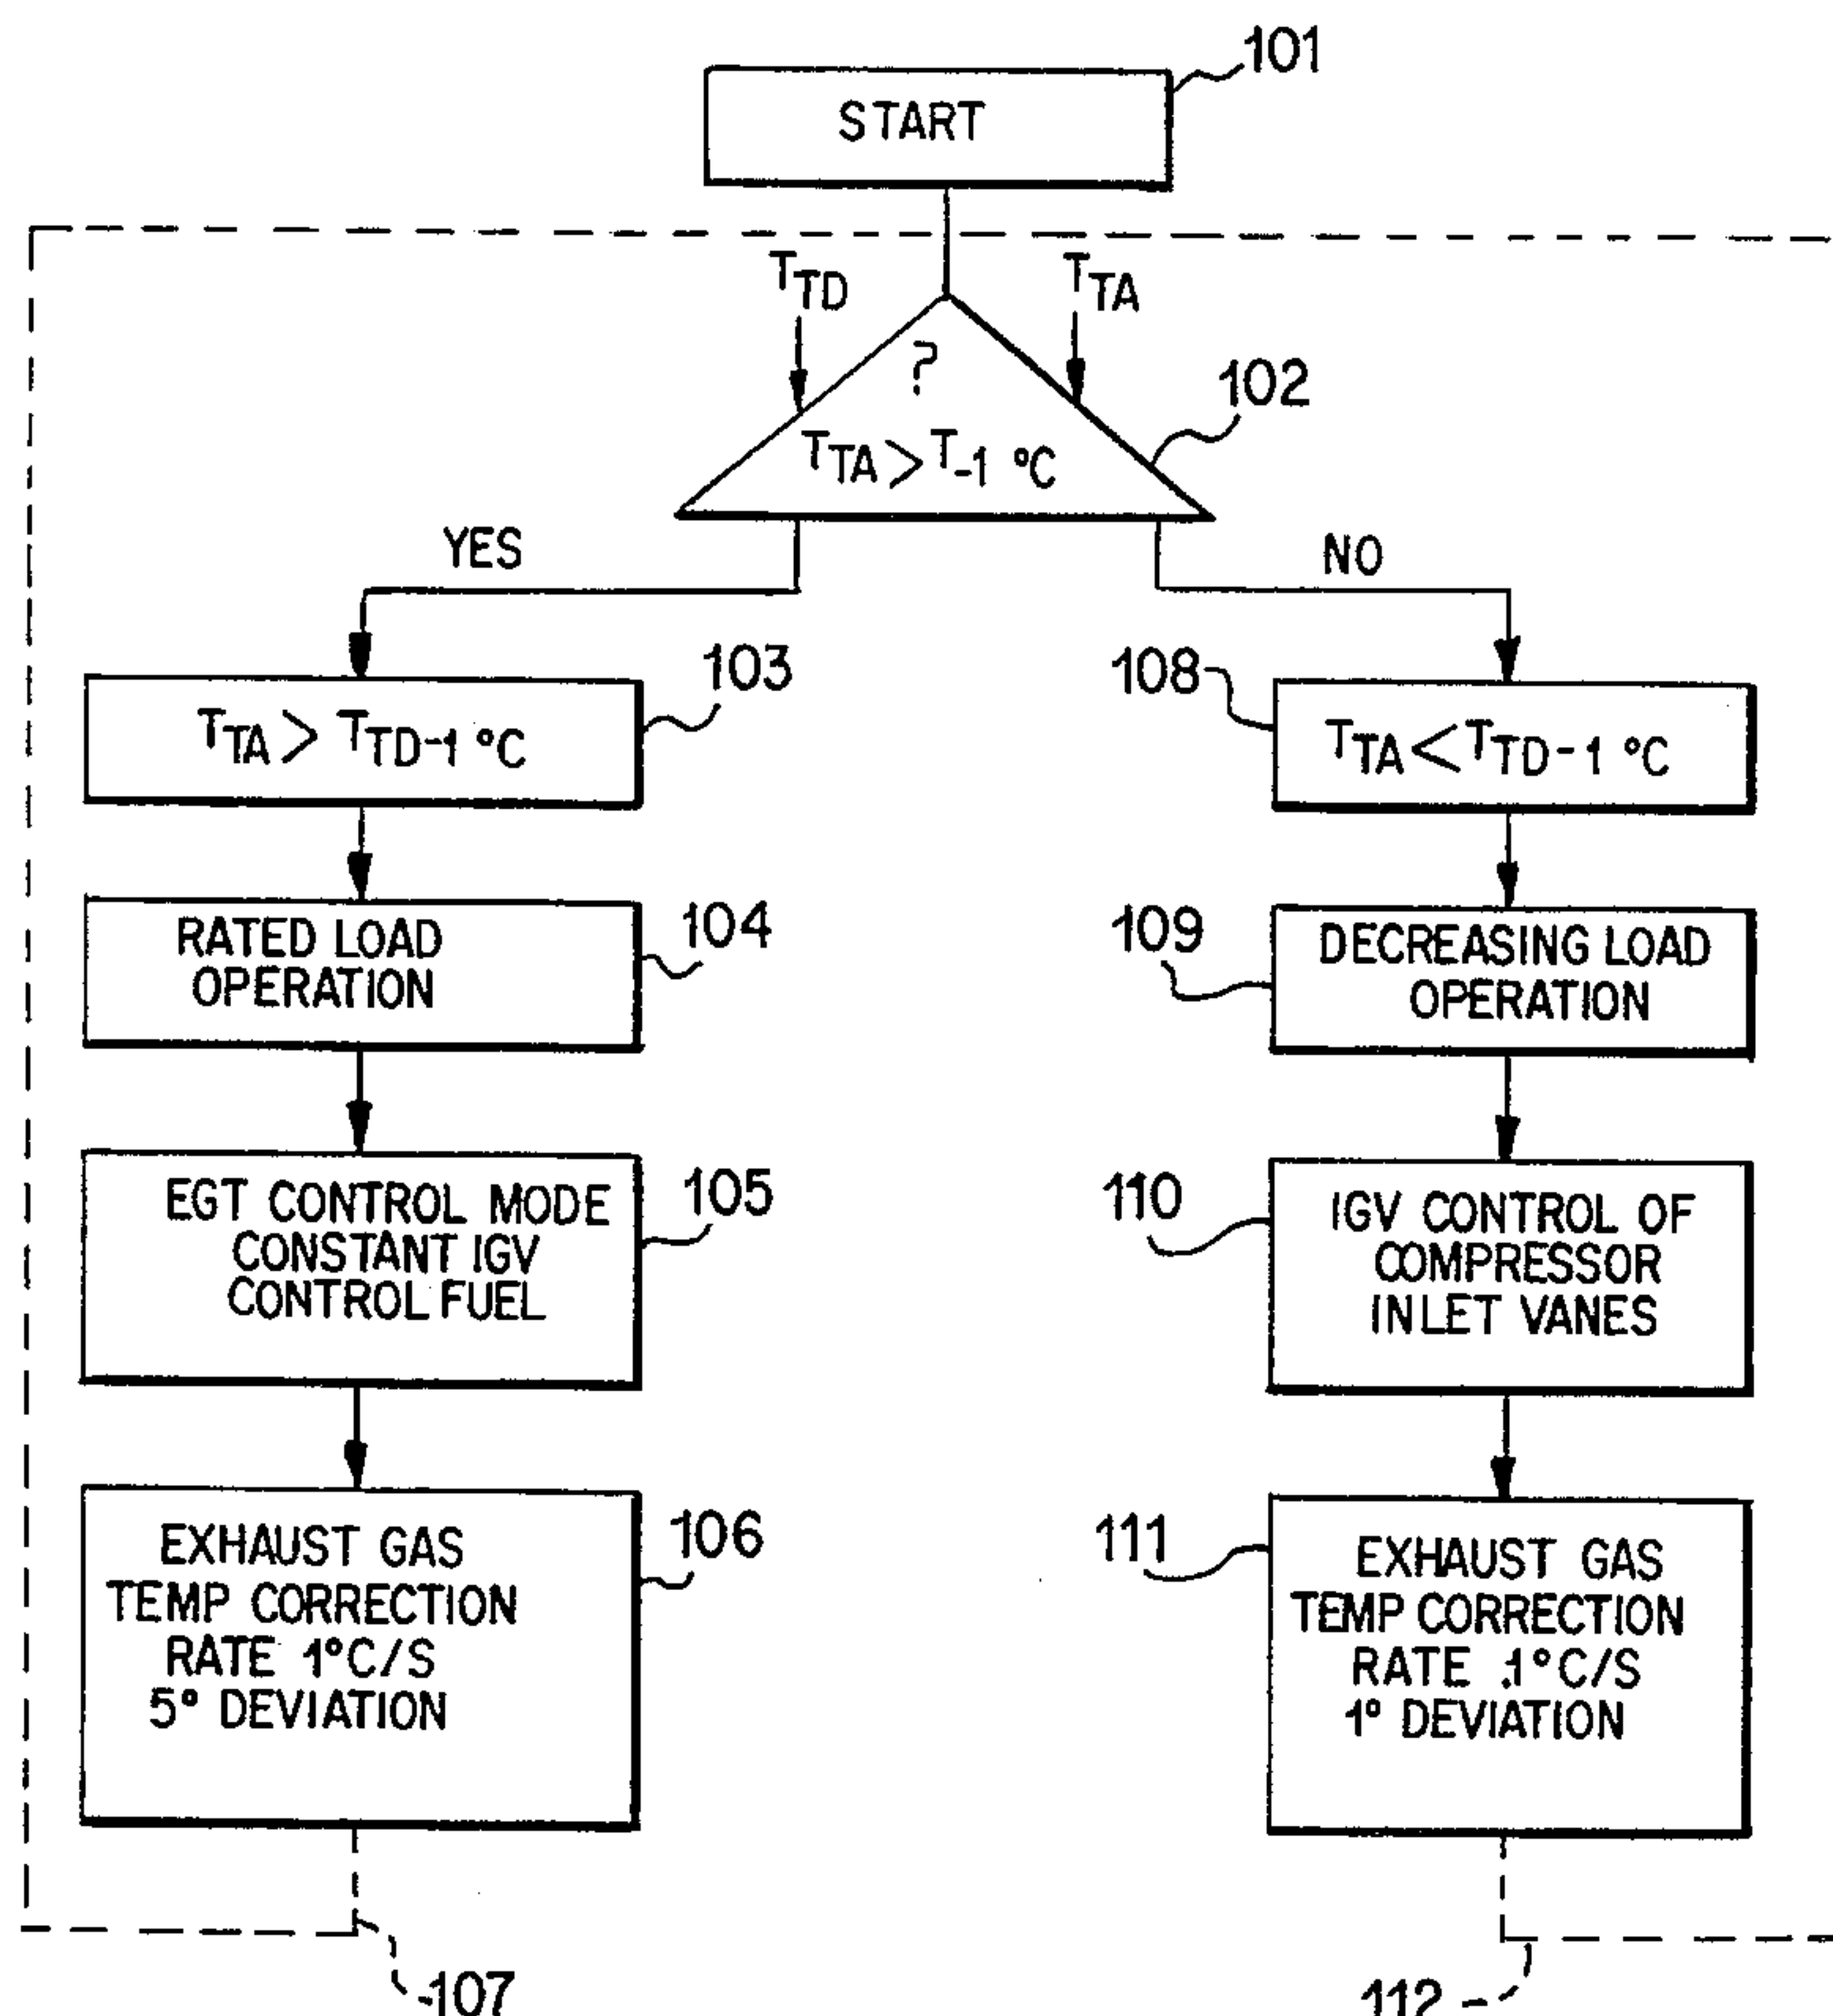 101
START
T_TD
T_TA
?
T_TA > T_-1 °C
102
YES
NO
103
T_TA > T_TD-1 °C
108
T_TA < T_TD-1 °C
104
RATED LOAD
OPERATION
109
DECREASING LOAD
OPERATION
105
EGT CONTROL MODE
CONSTANT IGV
CONTROL FUEL
110
IGV CONTROL OF
COMPRESSOR
INLET VANES
106
EXHAUST GAS
TEMP CORRECTION
RATE 1°C/S
5° DEVIATION
111
EXHAUST GAS
TEMP CORRECTION
RATE .1°C/S
1° DEVIATION
107
112